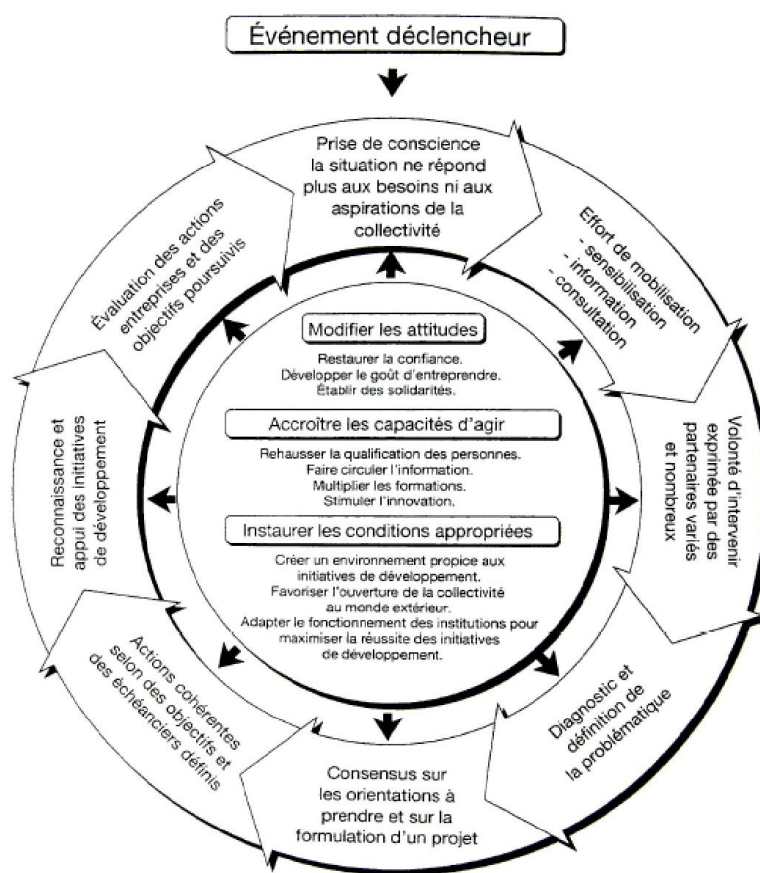 Événement déclencheur
Prise de conscience
la situation ne répond
plus aux besoins ni aux
aspirations de la
collectivité
Effort de mobilisation
- sensibilisation
- information
- consultation
Volonté d'intervenir
exprimée par des
partenaires variés
et nombreux
Diagnostic et
définition de
la problématique
Consensus sur
les orientations à
prendre et sur la
formulation d'un projet
Actions cohérentes
selon des objectifs et
des échéanciers définis
Reconnaissance et
appui des initiatives
de développement
Évaluation des actions
entreprises et des
objectifs poursuivis
Modifier les attitudes
Restaurer la confiance.
Développer le goût d'entreprendre.
Établir des solidarités.
Accroître les capacités d'agir
Rehausser la qualification des personnes.
Faire circuler l'information.
Multiplier les formations.
Stimuler l'innovation.
Instaurer les conditions appropriées
Créer un environnement propice aux
initiatives de développement.
Favoriser l'ouverture de la collectivité
au monde extérieur.
Adapter le fonctionnement des institutions pour
maximiser la réussite des initiatives
de développement.